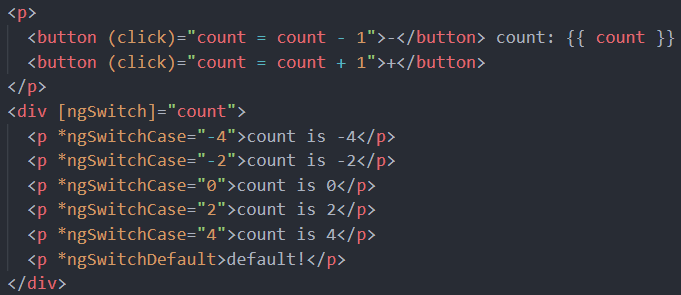 <p>
<button (click)="count = count - 1">-</button> count: {{ count }}
<button (click)="count = count + 1">+</button>
</p>
<div [ngSwitch]="count">
<p *ngSwitchCase="-4">count is -4</p>
<p *ngSwitchCase="-2">count is -2</p>
<p *ngSwitchCase="0">count is 0</p>
<p *ngSwitchCase="2">count is 2</p>
<p *ngSwitchCase="4">count is 4</p>
<p *ngSwitchDefault>default!</p>
</div>